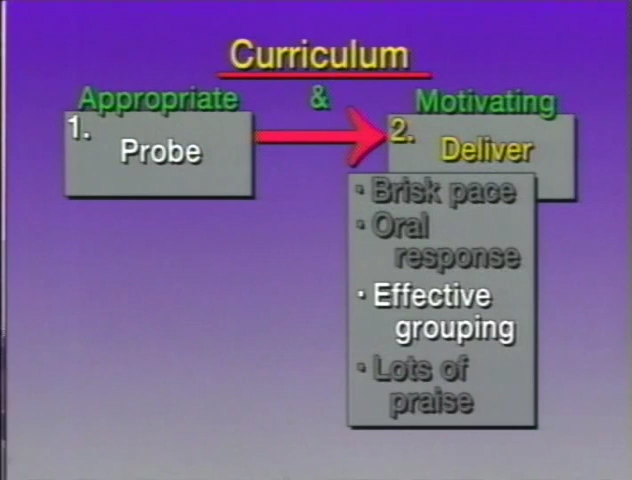 Curriculum
Appropriate & Motivating
1. Probe
2. Deliver
• Brisk pace
• Oral
response
• Effective
grouping
• Lots of
praise